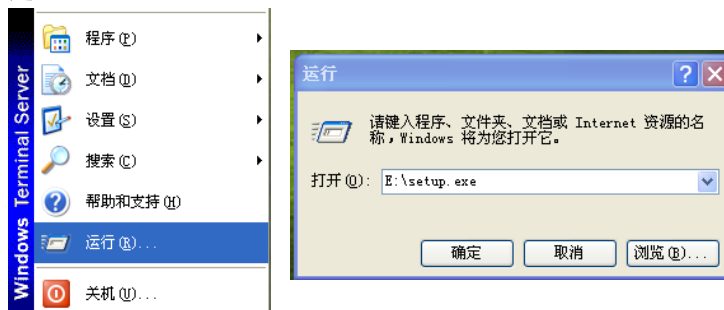 Windows Terminal Server
程序(P)
文档(D)
设置(S)
搜索(C)
帮助和支持(H)
运行(R)...
关机(U)...
运行
请键入程序、文件夹、文档或 Internet 资源的名
称,Windows 将为您打开它。
打开(O): E:\setup.exe
确定 取消 浏览(B)...